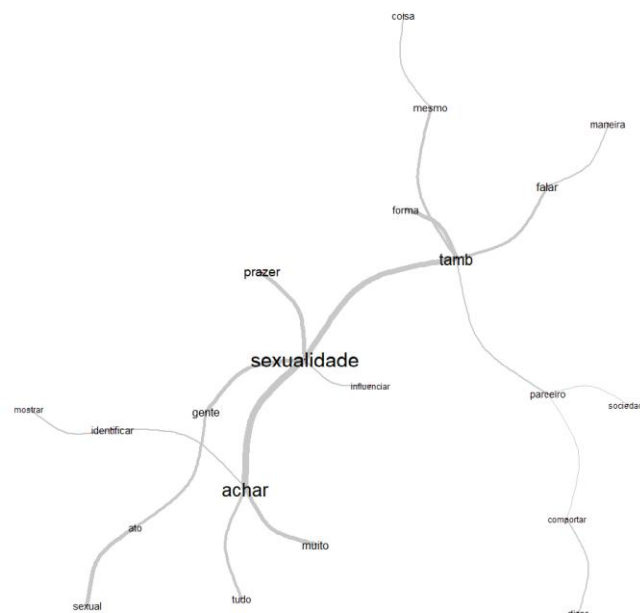 coisa
mesmo
maneira
falar
forma
tamb
prazer
sexualidade
influenciar
parceiro
sociedad
mostrar
gente
identificar
achar
comportar
ato
muito
tudo
sexual